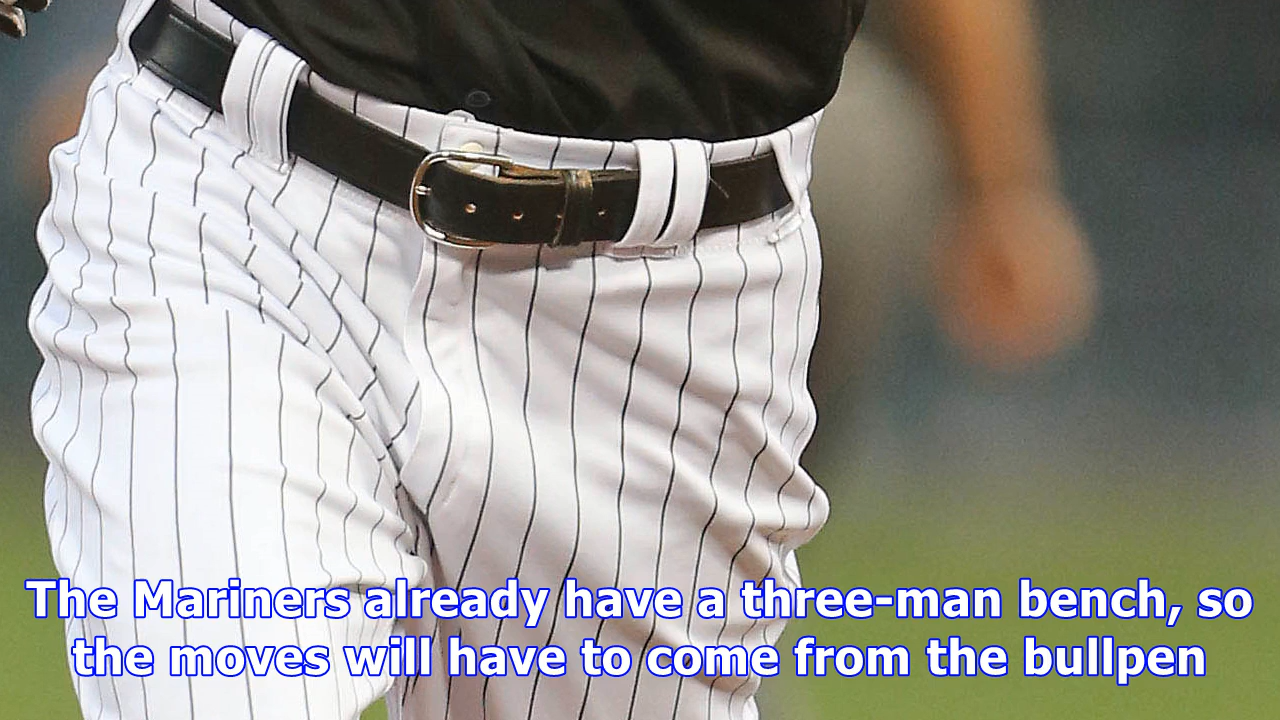 The Mariners already have a three-man bench, so
the moves will have to come from the bullpen